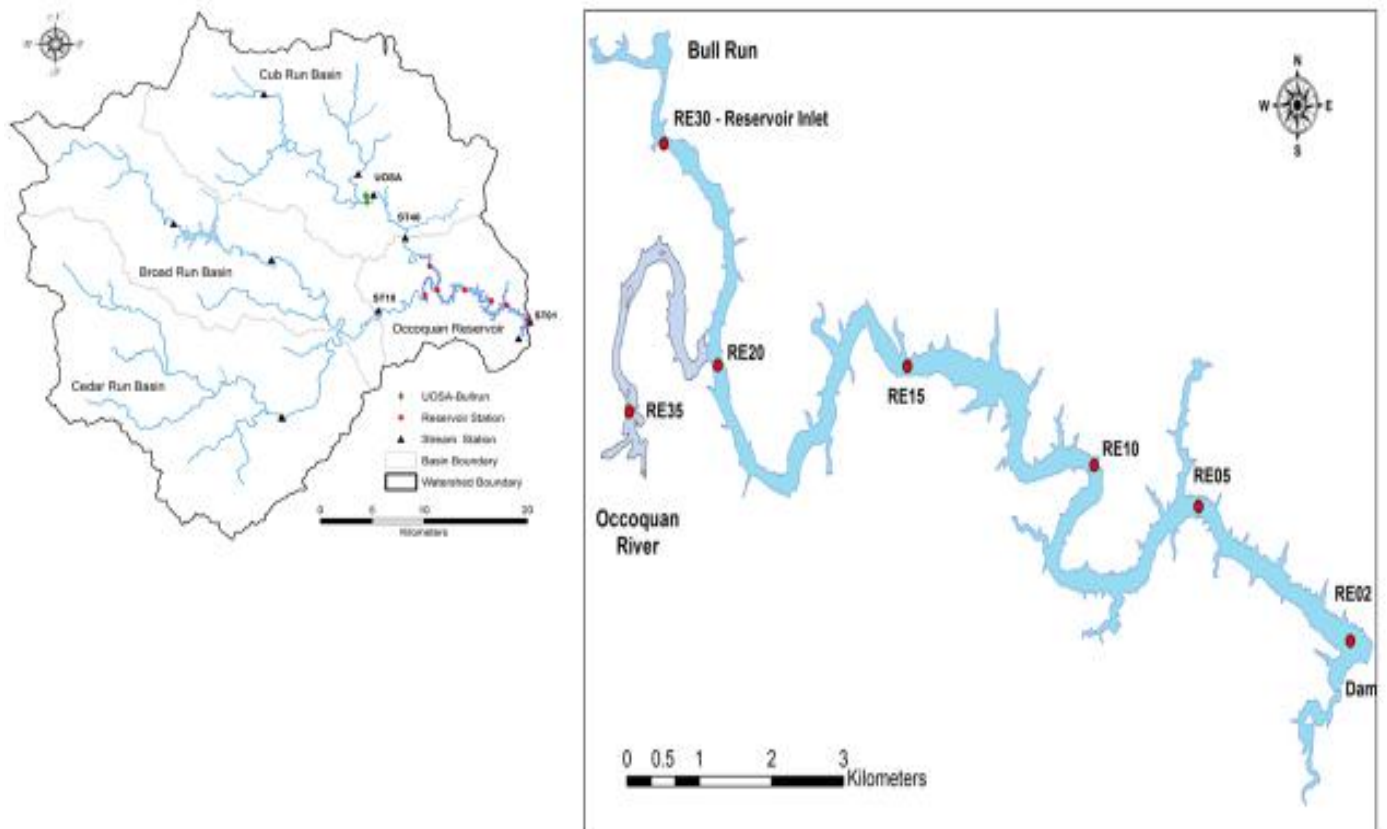 Cub Run Basin
UOSA
ST40
Broad Run Basin
ST10
ST01
Occoquan Reservoir
Cedar Run Basin
UOSA-Bullrun
Reservoir Station
Stream Station
Basin Boundary
Watershed Boundary
0 5 10 20
Kilometers
Bull Run
N
W E
S
RE30 - Reservoir Inlet
RE20
RE15
RE35
RE10
RE05
Occoquan
River
RE02
Dam
0 0.5 1 2 3
Kilometers